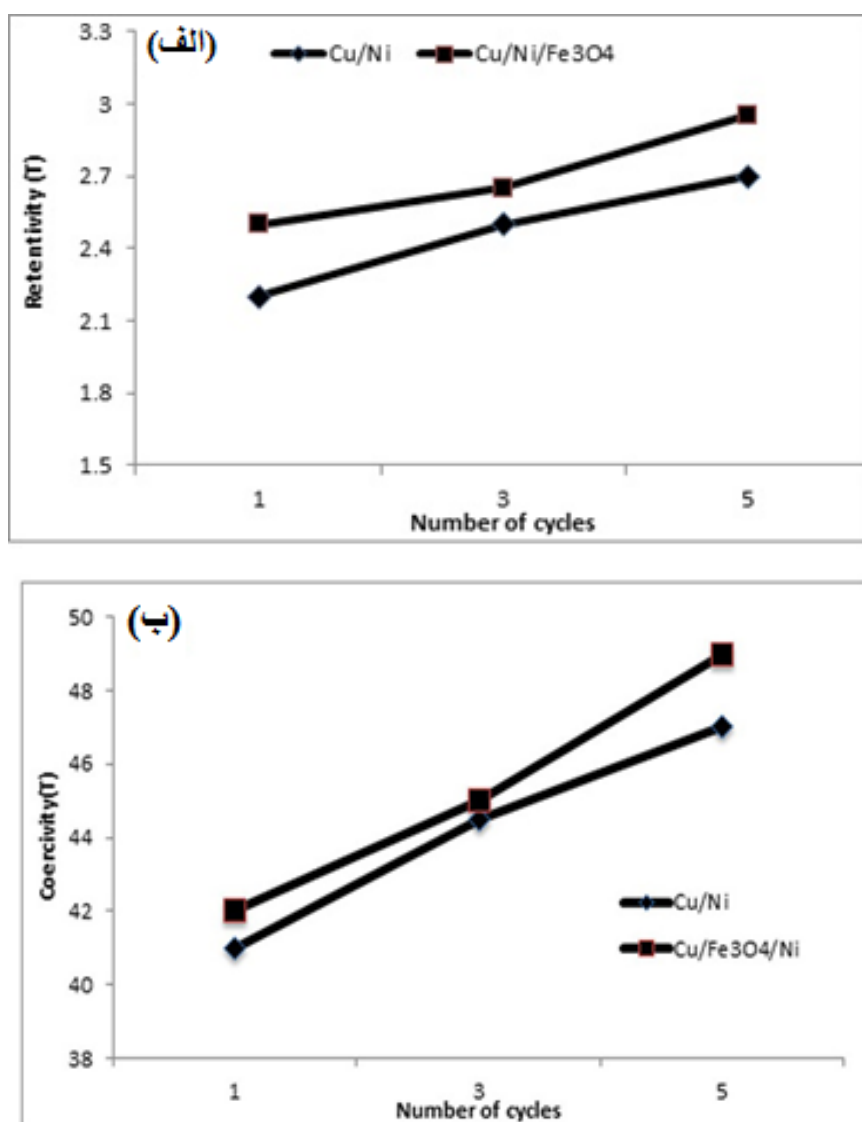 (الف)
Cu/Ni
Cu/Ni/Fe3O4
3.3
3
2.7
2.4
2.1
1.8
1.5
Retentivity (T)
1 3 5
Number of cycles
(ب)
50
48
46
44
42
40
38
Coercivity(T)
Cu/Ni
Cu/Fe3O4/Ni
1 3 5
Number of cycles